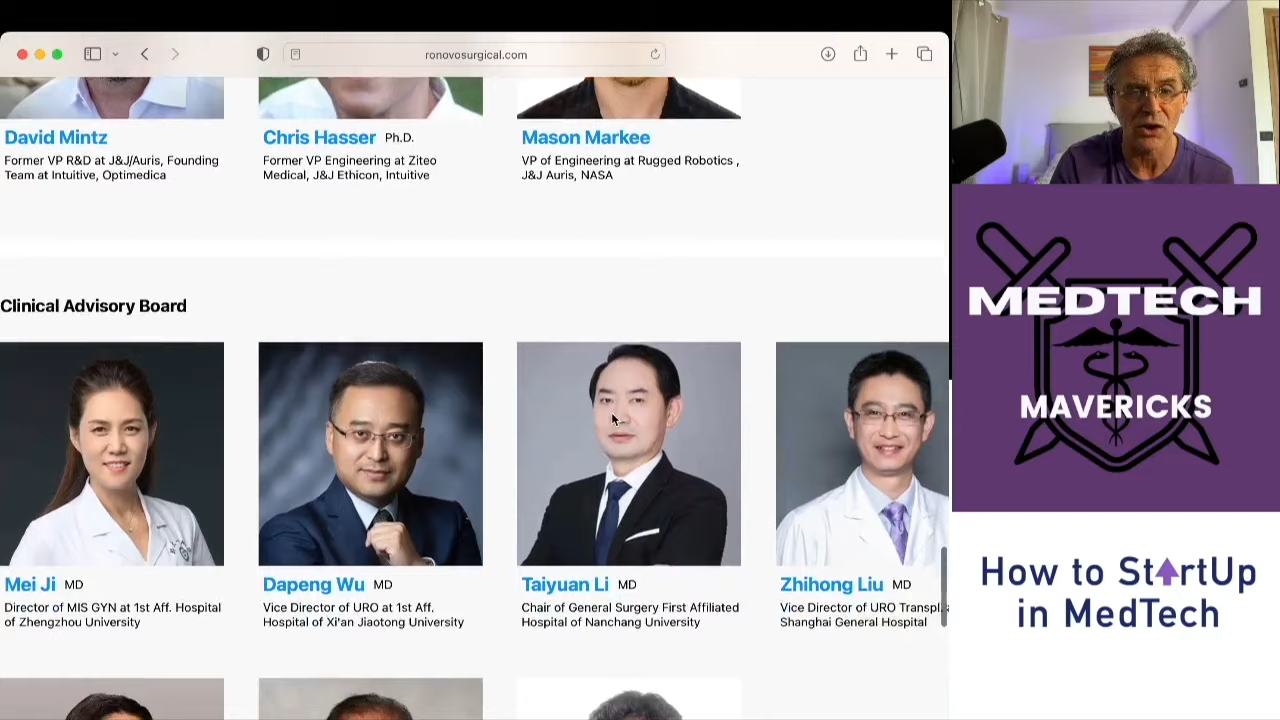 ronovosurgical.com
David Mintz
Former VP R&D at J&J/Auris, Founding
Team at Intuitive, Optimedica
Chris Hasser Ph.D.
Former VP Engineering at Ziteo
Medical, J&J Ethicon, Intuitive
Mason Markee
VP of Engineering at Rugged Robotics ,
J&J Auris, NASA
Clinical Advisory Board
Mei Ji MD
Director of MIS GYN at 1st Aff. Hospital
of Zhengzhou University
Dapeng Wu MD
Vice Director of URO at 1st Aff.
Hospital of Xi'an Jiaotong University
Taiyuan Li MD
Chair of General Surgery First Affiliated
Hospital of Nanchang University
Zhihong Liu MD
Vice Director of URO Transpl.
Shanghai General Hospital
MEDTECH
MAVERICKS
How to StartUp
in MedTech